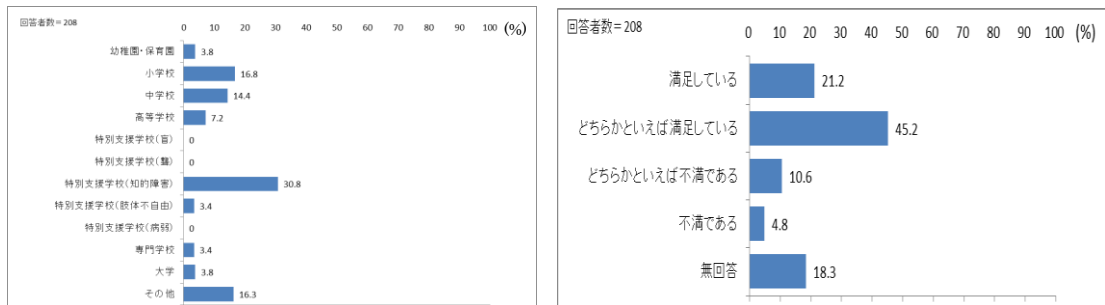 回答者数=208
0 10 20 30 40 50 60 70 80 90 100 (%)
幼稚園・保育園 3.8
小学校 16.8
中学校 14.4
高等学校 7.2
特別支援学校(盲) 0
特別支援学校(聾) 0
特別支援学校(知的障害) 30.8
特別支援学校(肢体不自由) 3.4
特別支援学校(病弱) 0
専門学校 3.4
大学 3.8
その他 16.3
回答者数=208
0 10 20 30 40 50 60 70 80 90 100 (%)
満足している 21.2
どちらかといえば満足している 45.2
どちらかといえば不満である 10.6
不満である 4.8
無回答 18.3